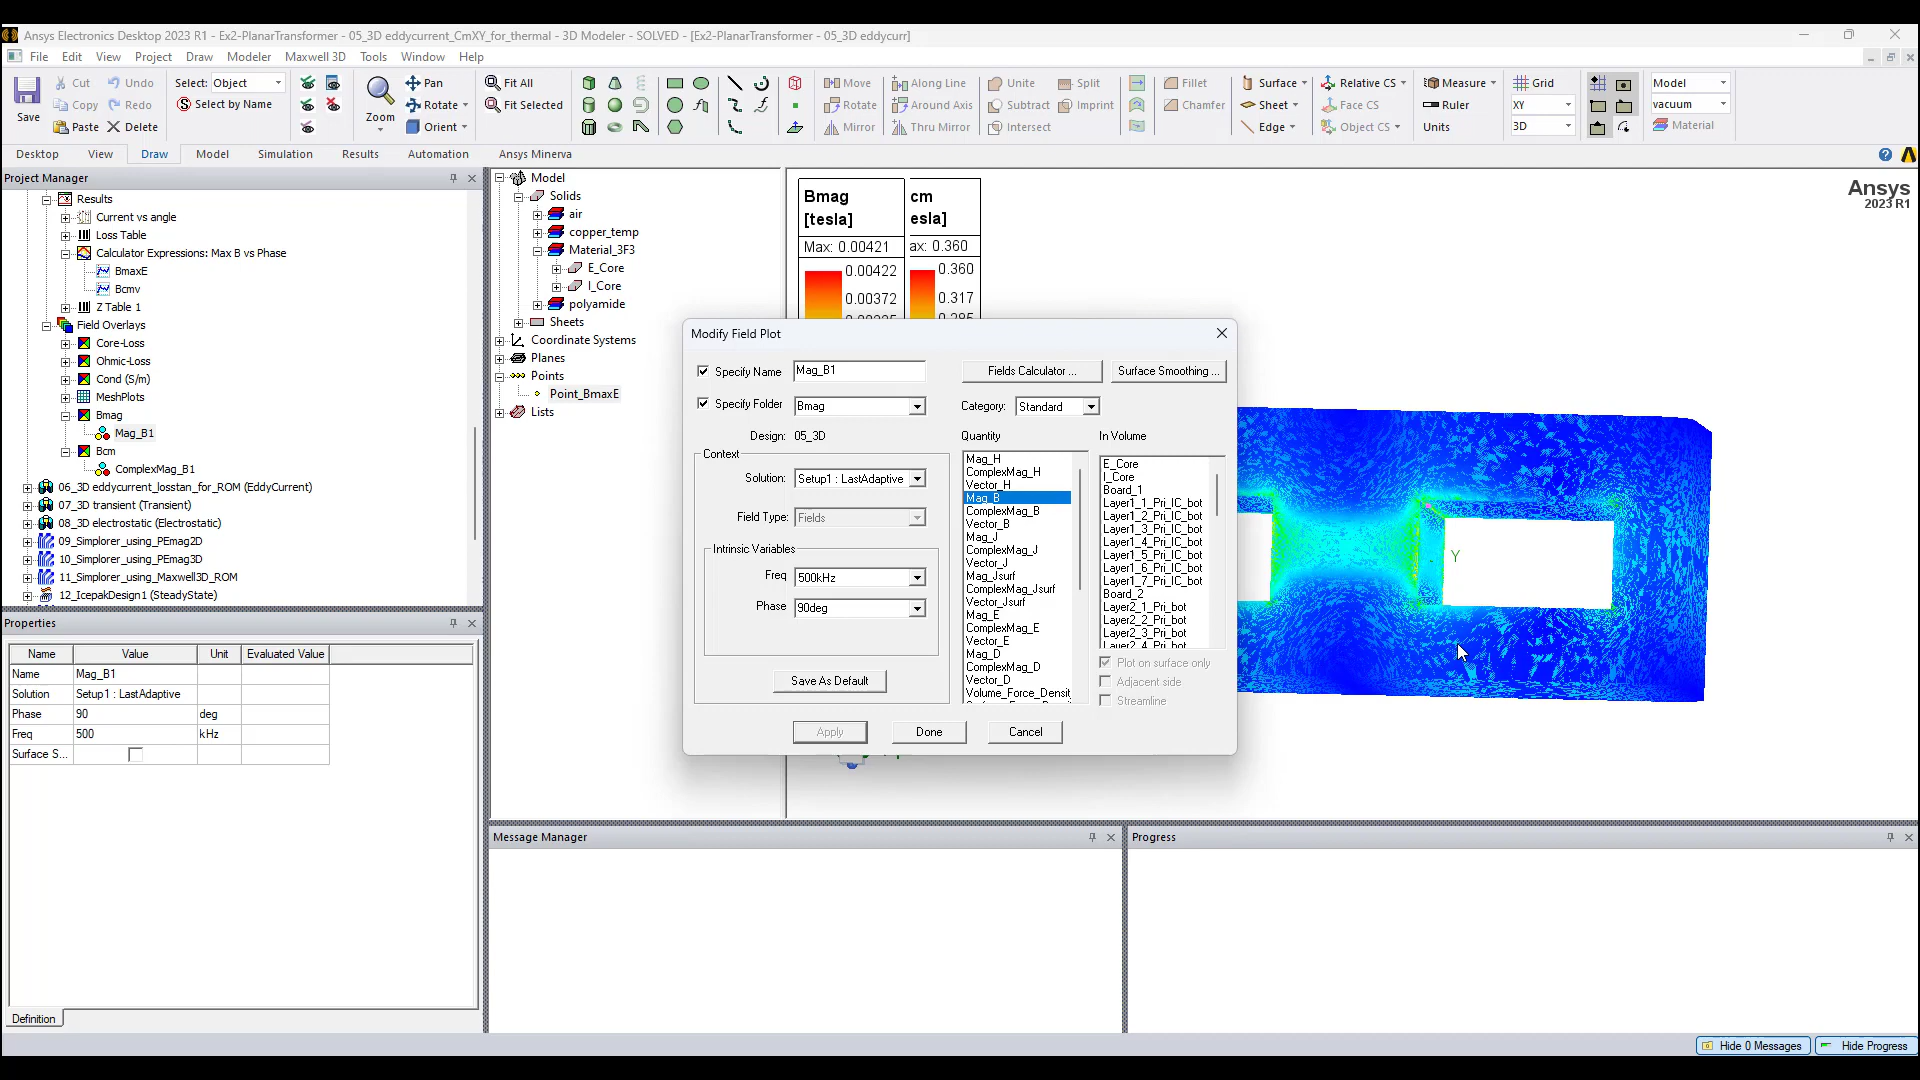 Ansys Electronics Desktop 2023 R1 - Ex2-PlanarTransformer - 05_3D eddycurrent_CmXY_for_thermal - 3D Modeler - SOLVED - [Ex2-PlanarTransformer - 05_3D eddycurr]
File Edit View Project Draw Modeler Maxwell 3D Tools Window Help
Save
Cut
Copy
Paste
Undo
Redo
Delete
Select: Object
Select by Name
Zoom
Pan
Rotate
Orient
Fit All
Fit Selected
Move
Rotate
Mirror
Along Line
Around Axis
Thru Mirror
Unite
Subtract
Intersect
Split
Imprint
Fillet
Chamfer
Surface
Sheet
Edge
Relative CS
Face CS
Object CS
Measure
Ruler
Units
Grid
XY
3D
Model
vacuum
Material
Desktop View Draw Model Simulation Results Automation Ansys Minerva
Project Manager
Results
Current vs angle
Loss Table
Calculator Expressions: Max B vs Phase
BmaxE
Bcmv
Z Table 1
Field Overlays
Core-Loss
Ohmic-Loss
Cond (S/m)
MeshPlots
Bmag
Mag_B1
Bcm
ComplexMag_B1
06_3D eddycurrent_losstan_for_ROM (EddyCurrent)
07_3D transient (Transient)
08_3D electrostatic (Electrostatic)
09_Simplorer_using_PEmag2D
10_Simplorer_using_PEmag3D
11_Simplorer_using_Maxwell3D_ROM
12_IcepakDesign1 (SteadyState)
Properties
Name Value Unit Evaluated Value
Name Mag_B1
Solution Setup1 : LastAdaptive
Phase 90 deg
Freq 500 kHz
Surface S...
Definition
Model
Solids
air
copper_temp
Material_3F3
E_Core
I_Core
polyamide
Sheets
Coordinate Systems
Planes
Points
Point_BmaxE
Lists
Bmag
[tesla]
Max: 0.00421
0.00422
0.00372
cm
esla]
ax: 0.360
0.360
0.317
Ansys
2023 R1
Y
Modify Field Plot
Specify Name Mag_B1
Fields Calculator ...
Surface Smoothing ...
Specify Folder Bmag
Category: Standard
Design: 05_3D
Context
Solution: Setup1 : LastAdaptive
Field Type: Fields
Intrinsic Variables
Freq 500kHz
Phase 90deg
Save As Default
Quantity
Mag_H
ComplexMag_H
Vector_H
Mag_B
ComplexMag_B
Vector_B
Mag_J
ComplexMag_J
Vector_J
Mag_Jsurf
ComplexMag_Jsurf
Vector_Jsurf
Mag_E
ComplexMag_E
Vector_E
Mag_D
ComplexMag_D
Vector_D
Volume_Force_Densit
In Volume
E_Core
I_Core
Board_1
Layer1_1_Pri_IC_bot
Layer1_2_Pri_IC_bot
Layer1_3_Pri_IC_bot
Layer1_4_Pri_IC_bot
Layer1_5_Pri_IC_bot
Layer1_6_Pri_IC_bot
Layer1_7_Pri_IC_bot
Board_2
Layer2_1_Pri_bot
Layer2_2_Pri_bot
Layer2_3_Pri_bot
Layer2_4_Pri_bot
Plot on surface only
Adjacent side
Streamline
Apply
Done
Cancel
Message Manager
Progress
Hide 0 Messages
Hide Progress